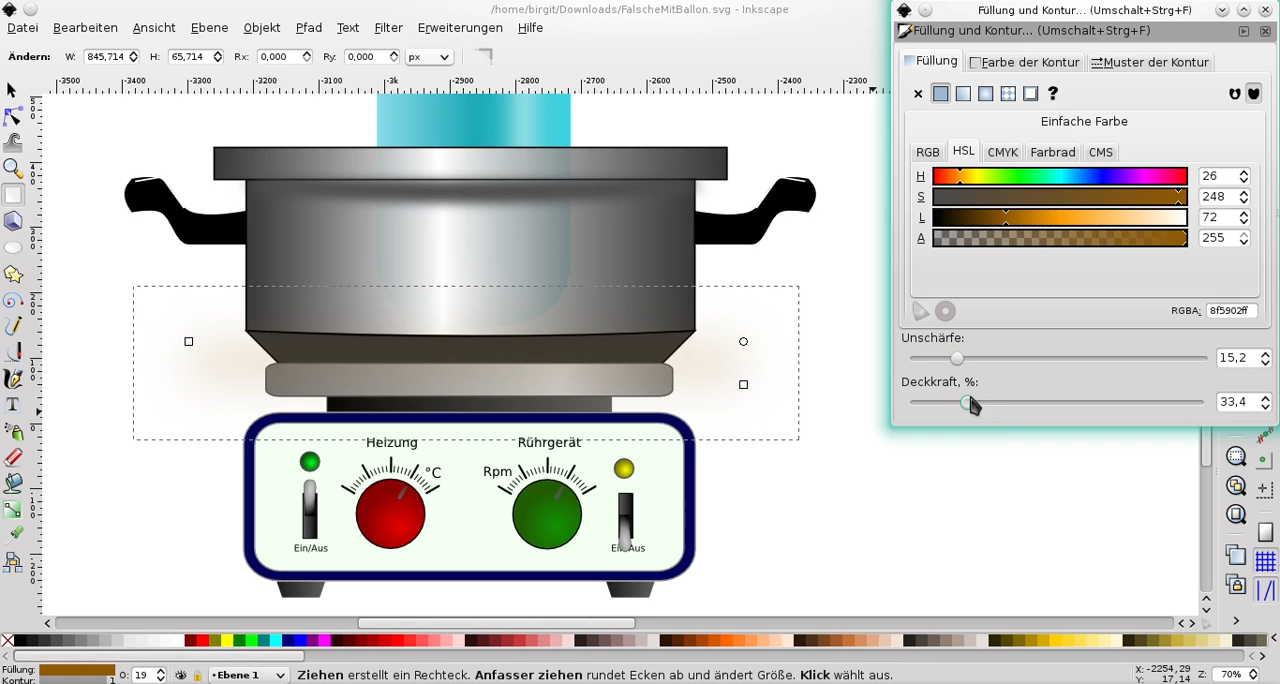 /home/birgit/Downloads/FalscheMitBallon.svg - Inkscape
Füllung und Kontur... (Umschalt+Strg+F)
Datei Bearbeiten Ansicht Objekt Pfad Text Filter Erweiterungen Hilfe
Füllung und Kontur... (Umschalt+Strg+F)
Ändern: W: 845,714 H: 65,714 Rx: 0,000 Ry: 0,000 px
Füllung Farbe der Kontur Muster der Kontur
-3500 -3300 -3200 -3100 -3k -2900 -2800 -2700 -2600 -2500 -2400 -2300
?
Einfache Farbe
RGB HSL CMYK Farbrad CMS
H 26
S 248
L 72
A 255
RGBA: 8f5902ff
Unschärfe:
15,2
Deckkraft, %:
33,4
Heizung Rührgerät
°C Rpm
Ein/Aus Ein/Aus
Füllung: O: 19 Ebene 1 Ziehen erstellt ein Rechteck. Anfasser ziehen rundet Ecken ab und ändert Größe. Klick wählt aus. X: -2254,29 Z: 70%
Kontur: 1 Y: 17,14